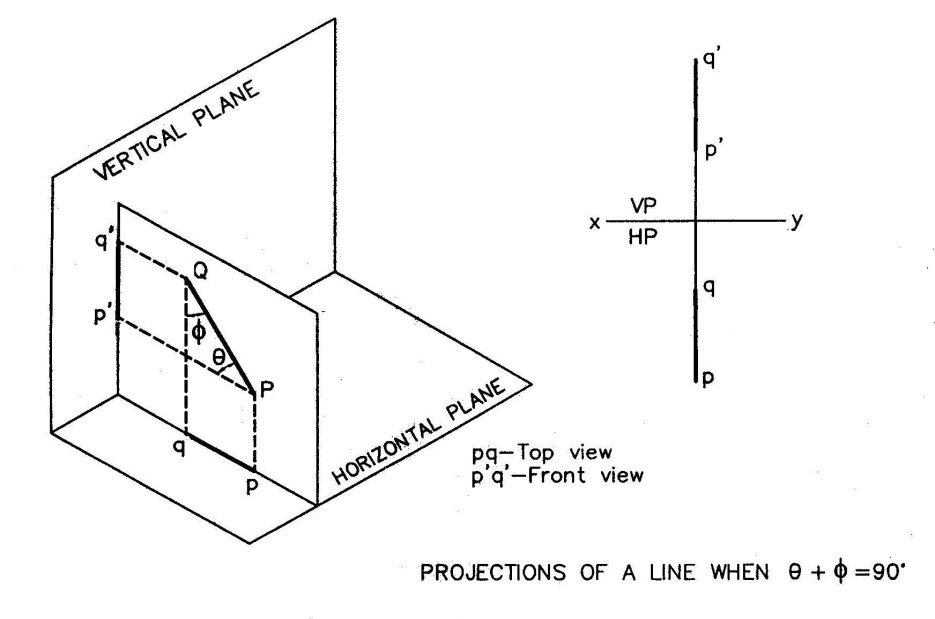 VERTICAL PLANE
q'
Q
ϕ
p'
θ
P
q
p
HORIZONTAL PLANE
q'
p'
VP
x
y
HP
q
p
pq-Top view
p'q'-Front view
PROJECTIONS OF A LINE WHEN θ + ϕ = 90°